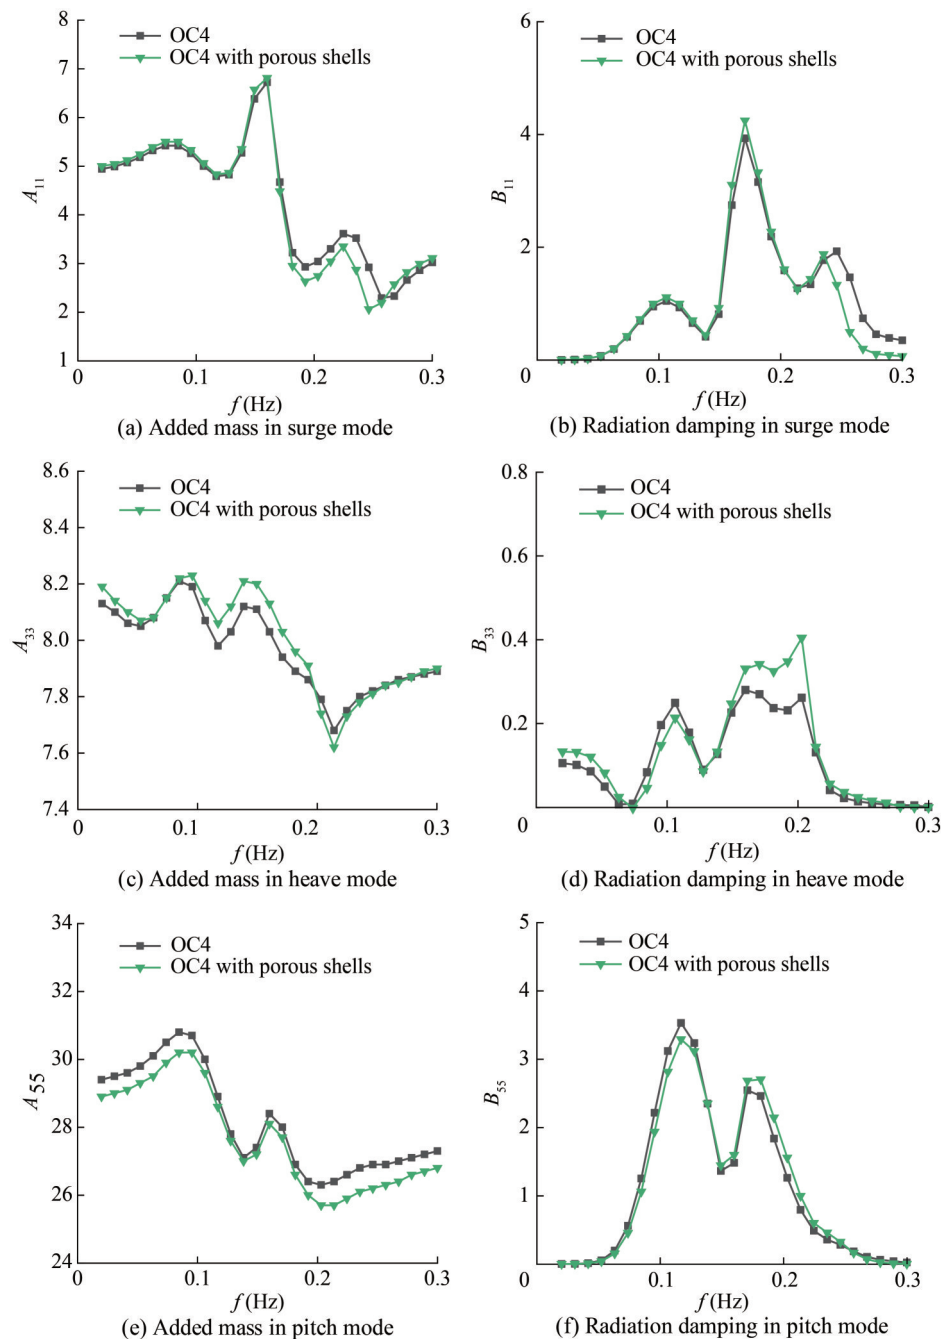 8
7
6
5
4
3
2
1
A11
0
0.1
0.2
0.3
f (Hz)
OC4
OC4 with porous shells
(a) Added mass in surge mode
6
4
2
0
B11
0.1
0.2
0.3
f (Hz)
OC4
OC4 with porous shells
(b) Radiation damping in surge mode
8.6
8.4
8.2
8.0
7.8
7.6
7.4
A33
0
0.1
0.2
0.3
f (Hz)
OC4
OC4 with porous shells
(c) Added mass in heave mode
0.8
0.6
0.4
0.2
B33
0
0.1
0.2
0.3
f (Hz)
OC4
OC4 with porous shells
(d) Radiation damping in heave mode
34
32
30
28
26
24
A55
0
0.1
0.2
0.3
f (Hz)
OC4
OC4 with porous shells
(e) Added mass in pitch mode
5
4
3
2
1
0
B55
0.1
0.2
0.3
f (Hz)
OC4
OC4 with porous shells
(f) Radiation damping in pitch mode